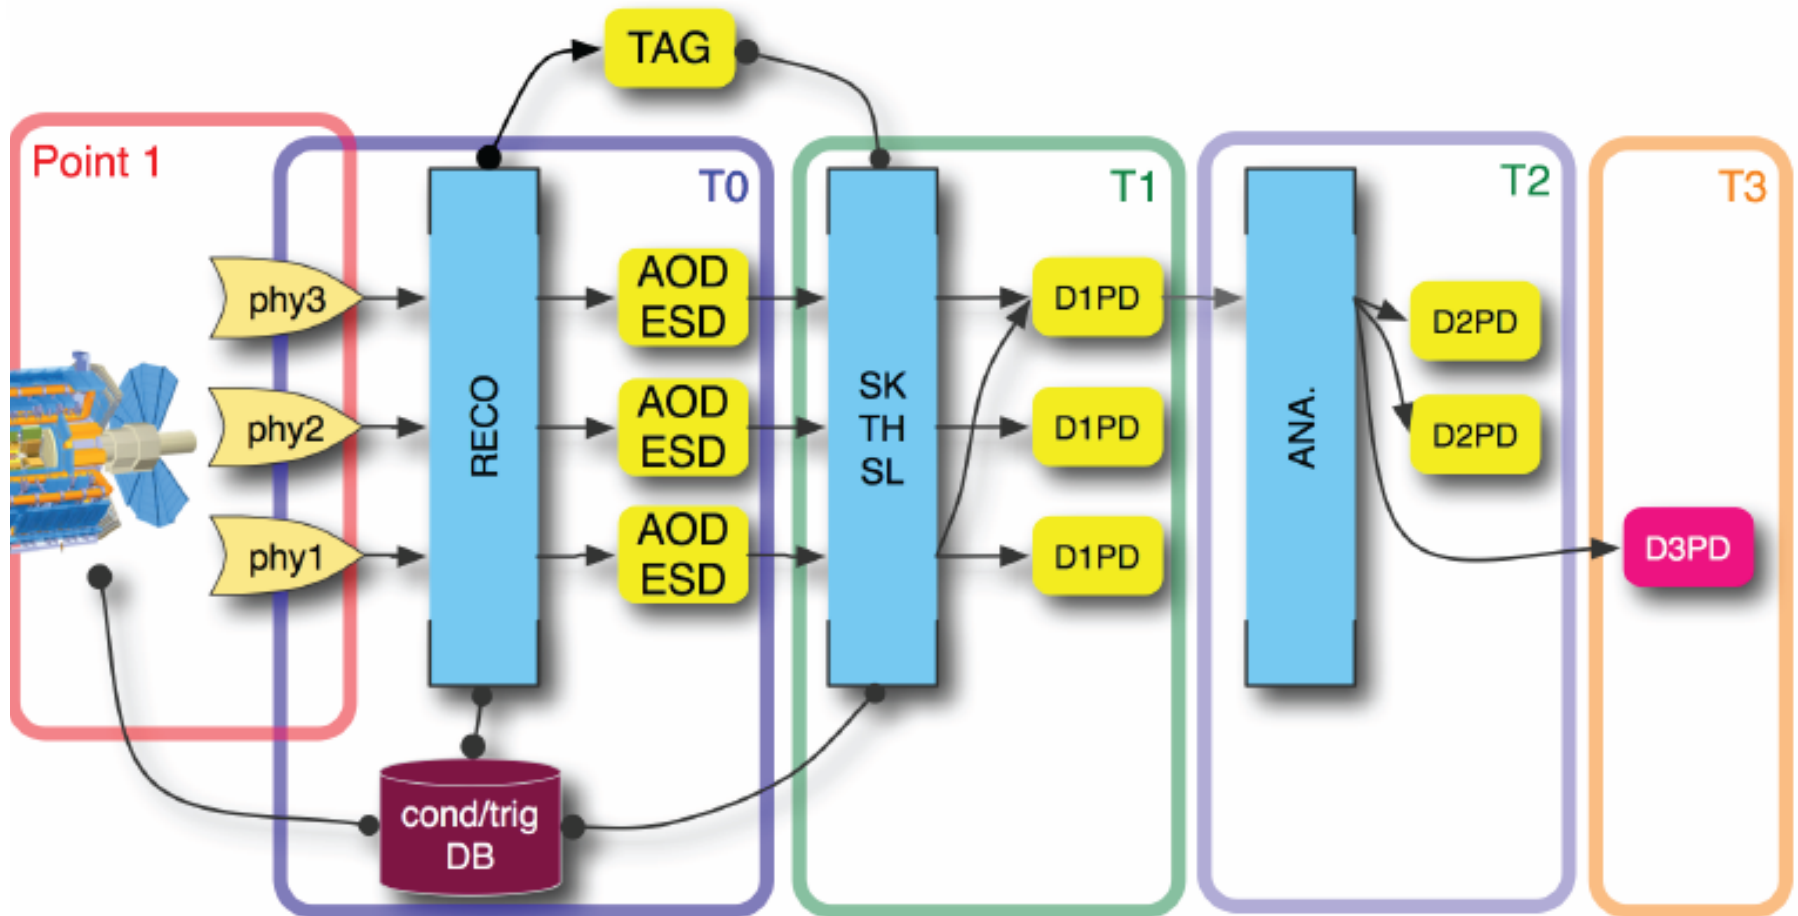 TAG
Point 1
T0
T1
T2
T3
phy3
AOD
ESD
D1PD
D2PD
phy2
RECO
AOD
ESD
SK
TH
SL
D1PD
ANA.
D2PD
phy1
AOD
ESD
D1PD
D3PD
cond/trig
DB